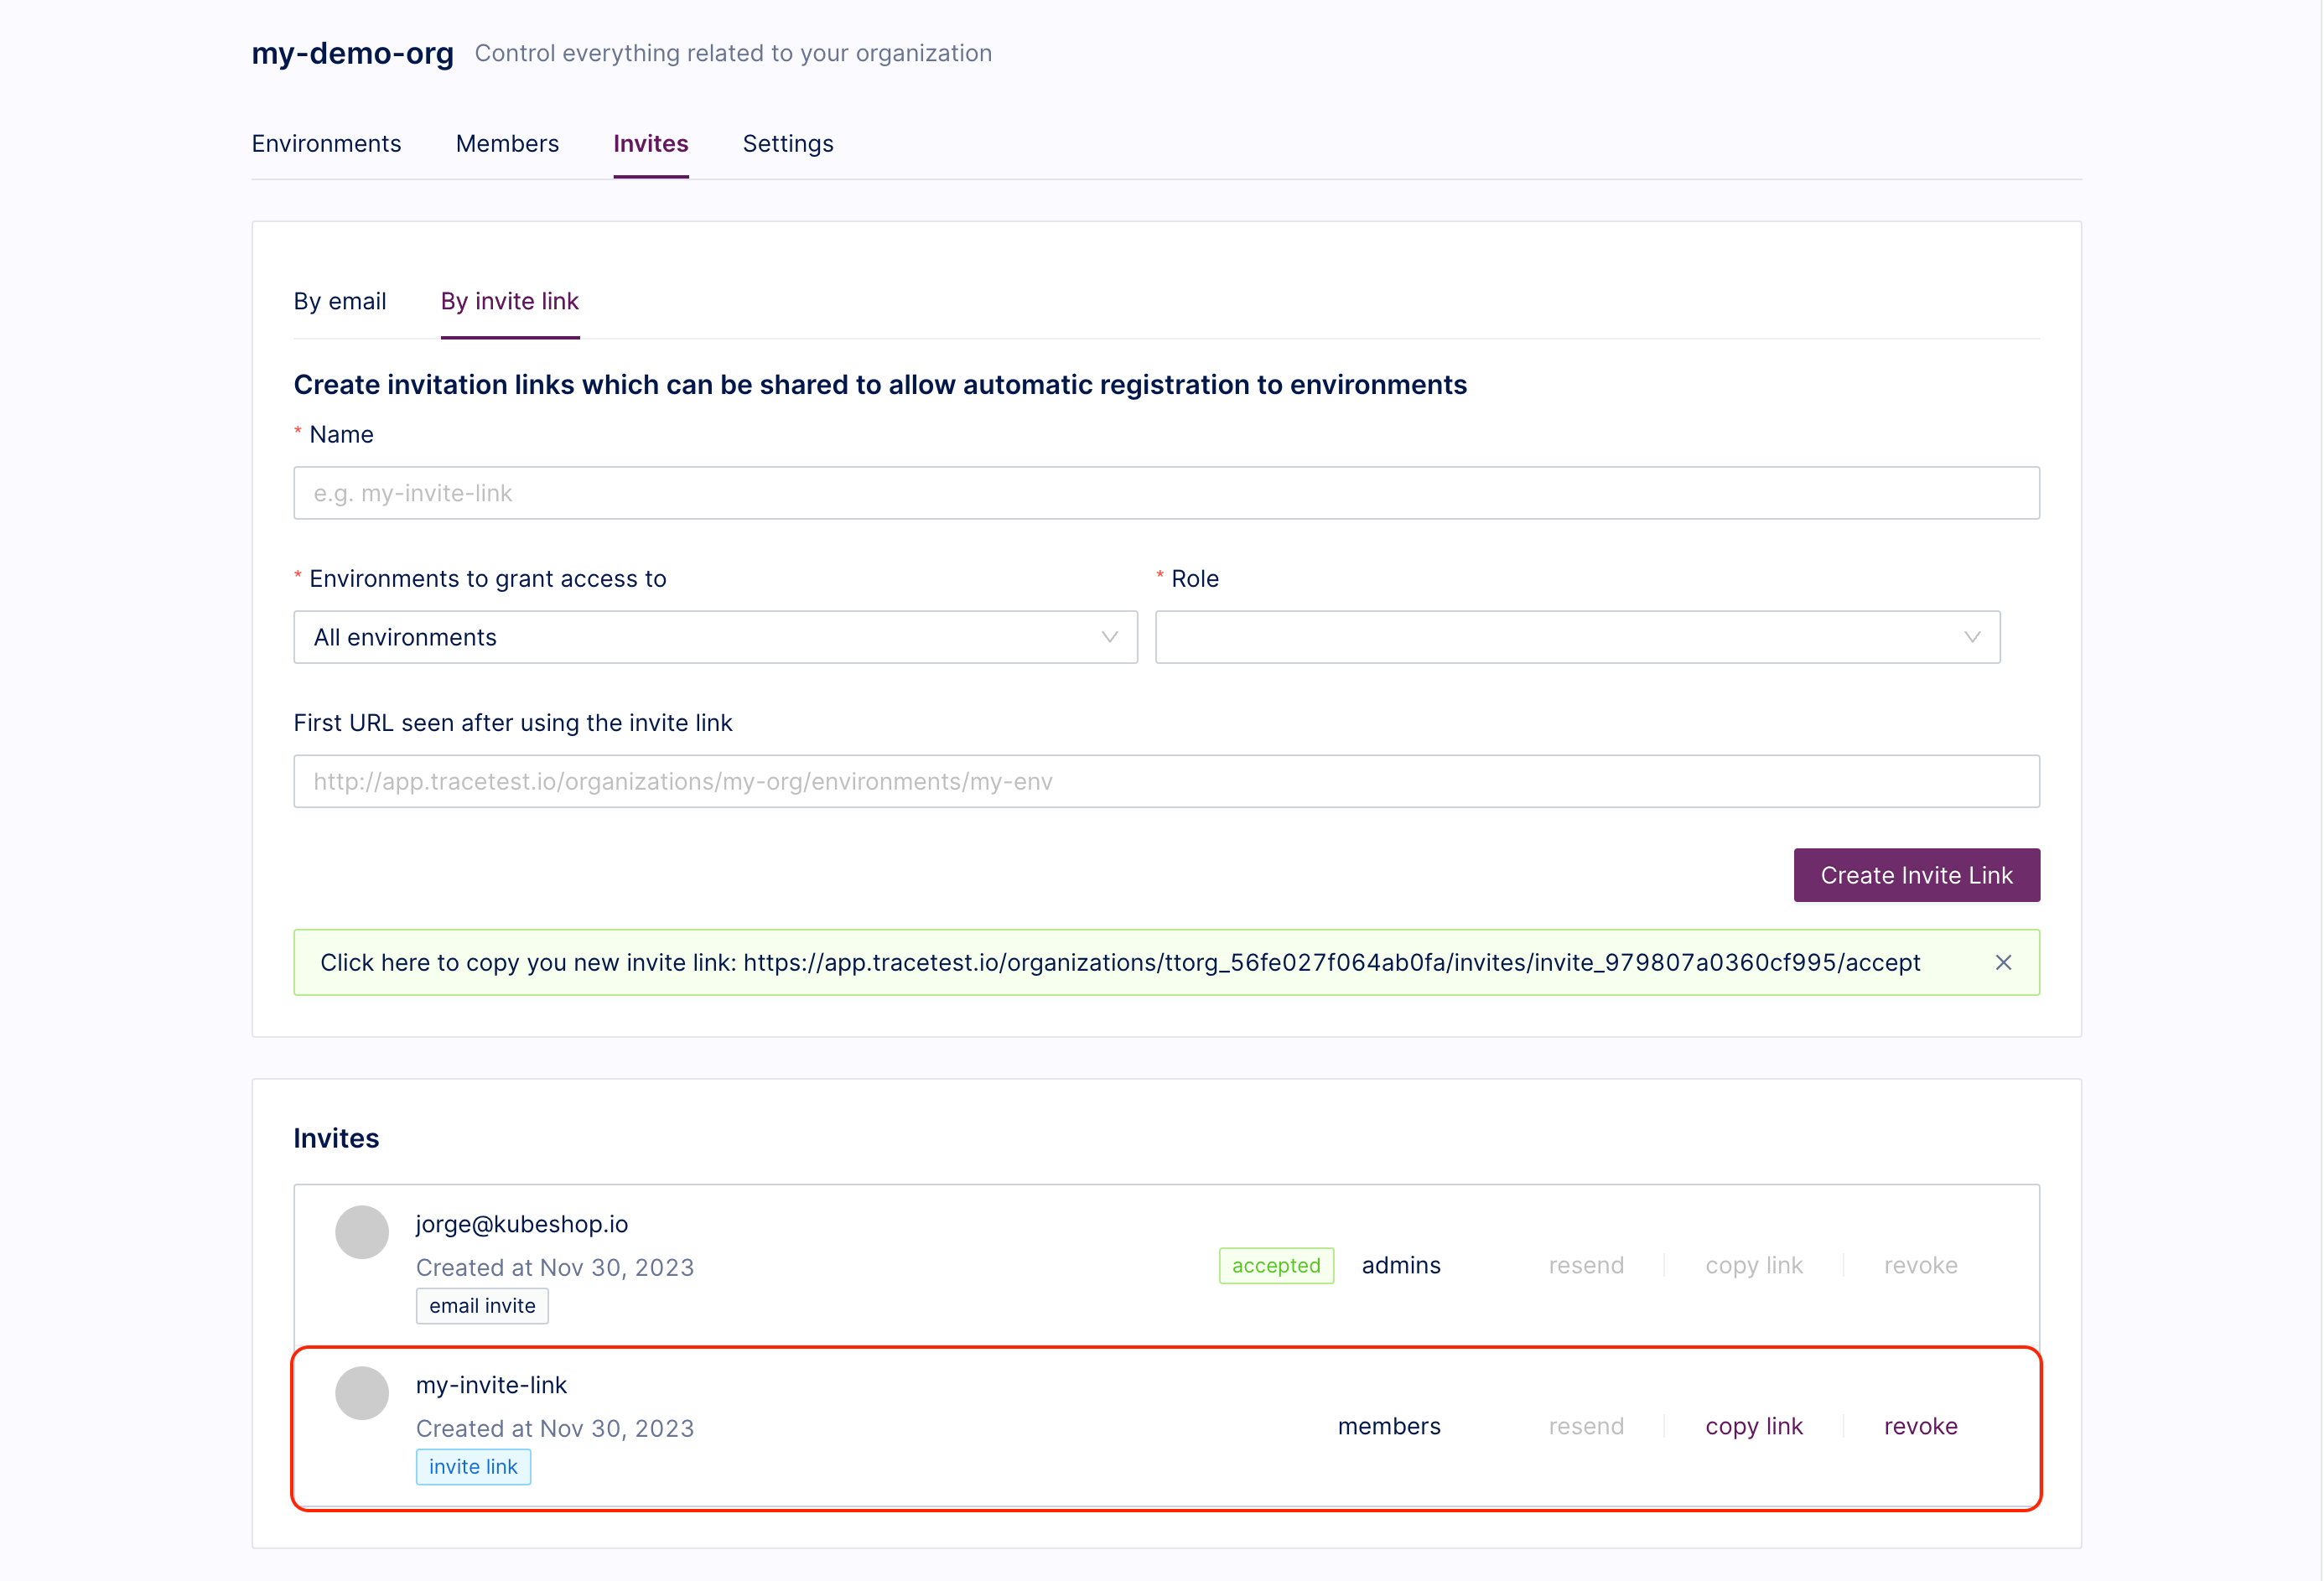 my-demo-org Control everything related to your organization
Environments Members Invites Settings
By email By invite link
Create invitation links which can be shared to allow automatic registration to environments
* Name
e.g. my-invite-link
* Environments to grant access to * Role
All environments
First URL seen after using the invite link
http://app.tracetest.io/organizations/my-org/environments/my-env
Create Invite Link
Click here to copy you new invite link: https://app.tracetest.io/organizations/ttorg_56fe027f064ab0fa/invites/invite_979807a0360cf995/accept
Invites
jorge@kubeshop.io
Created at Nov 30, 2023
email invite
accepted admins resend copy link revoke
my-invite-link
Created at Nov 30, 2023
invite link
members resend copy link revoke